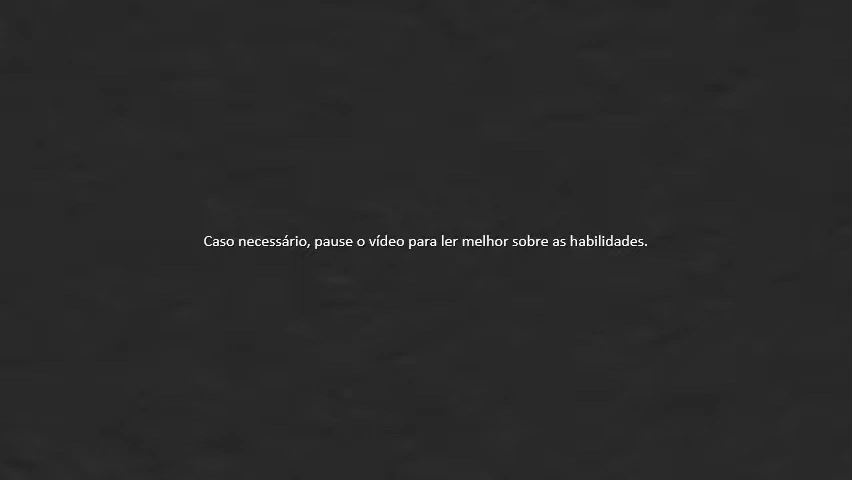 Caso necessário, pause o vídeo para ler melhor sobre as habilidades.